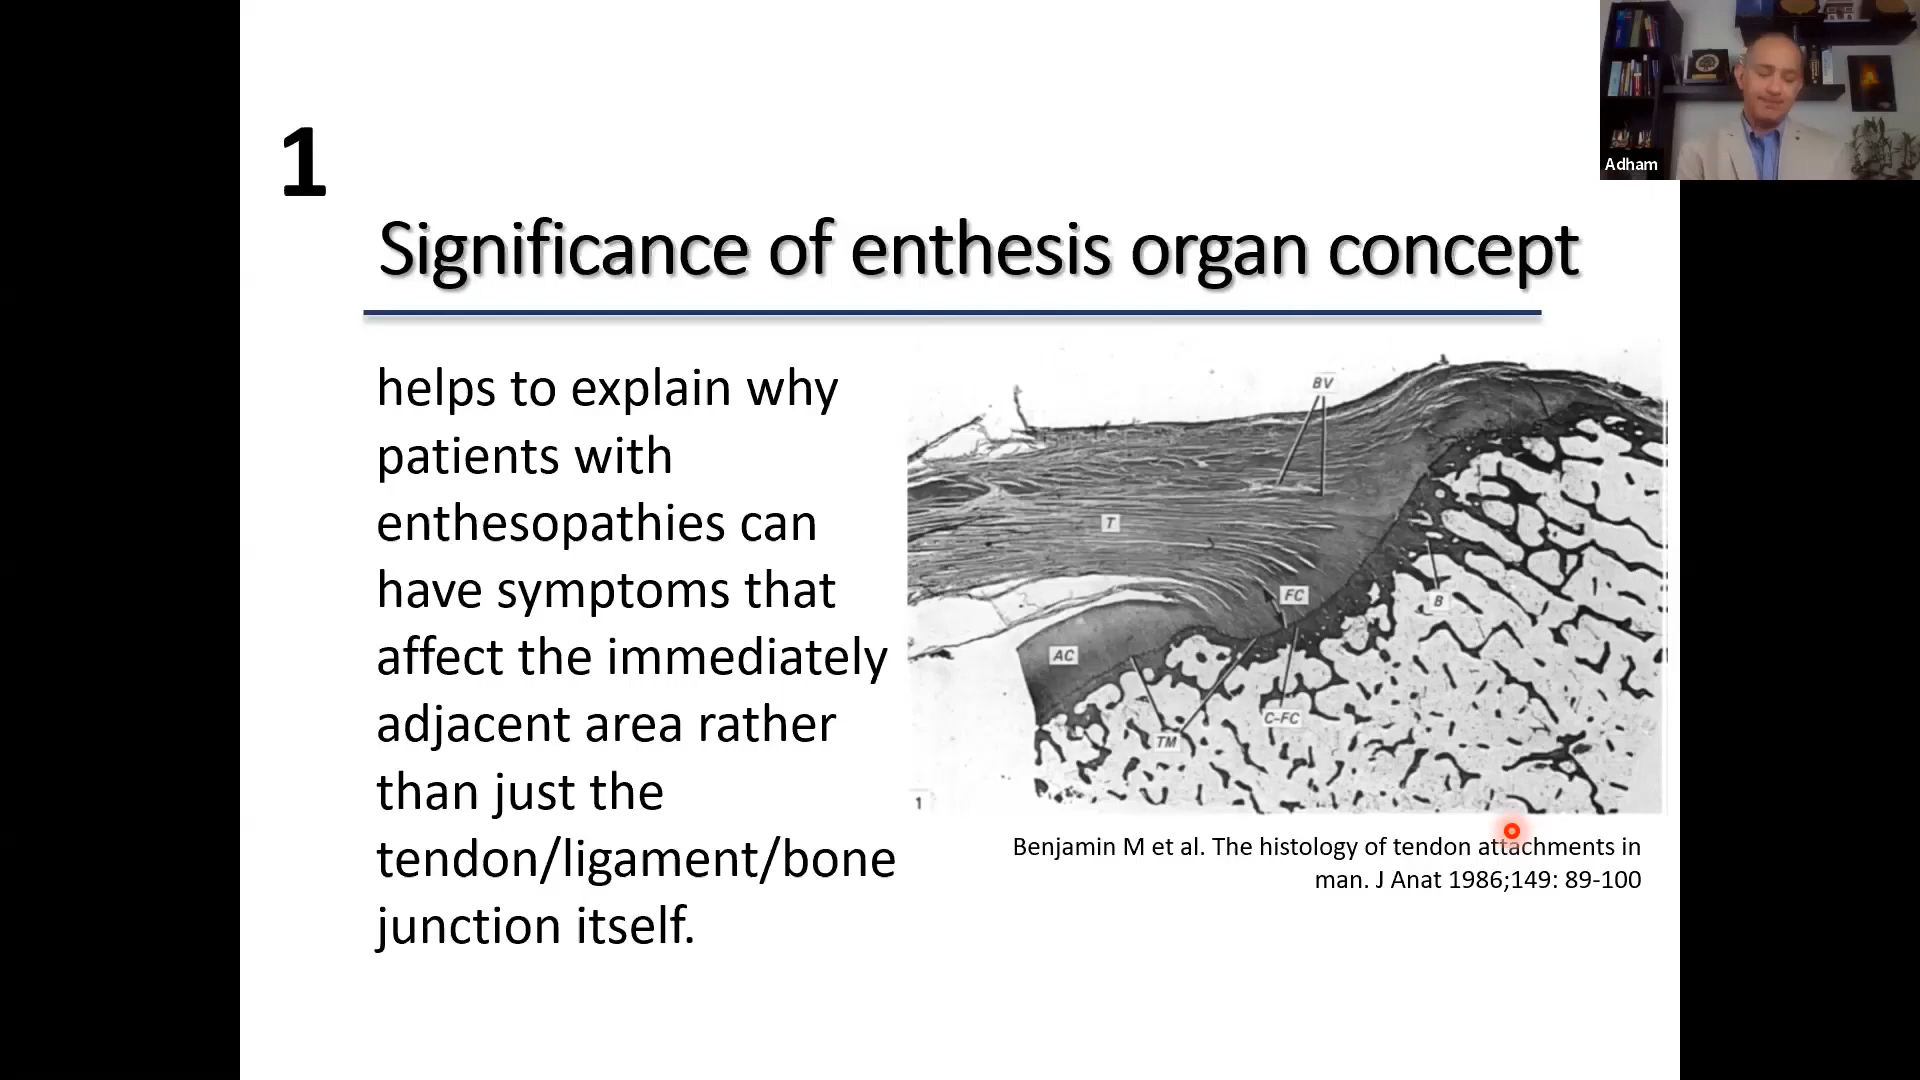 Adham
1
Significance of enthesis organ concept
helps to explain why
patients with
enthesopathies can
have symptoms that
affect the immediately
adjacent area rather
than just the
tendon/ligament/bone
junction itself.
BV
T
FC
B
AC
C-FC
TM
1
Benjamin M et al. The histology of tendon attachments in
man. J Anat 1986;149: 89-100